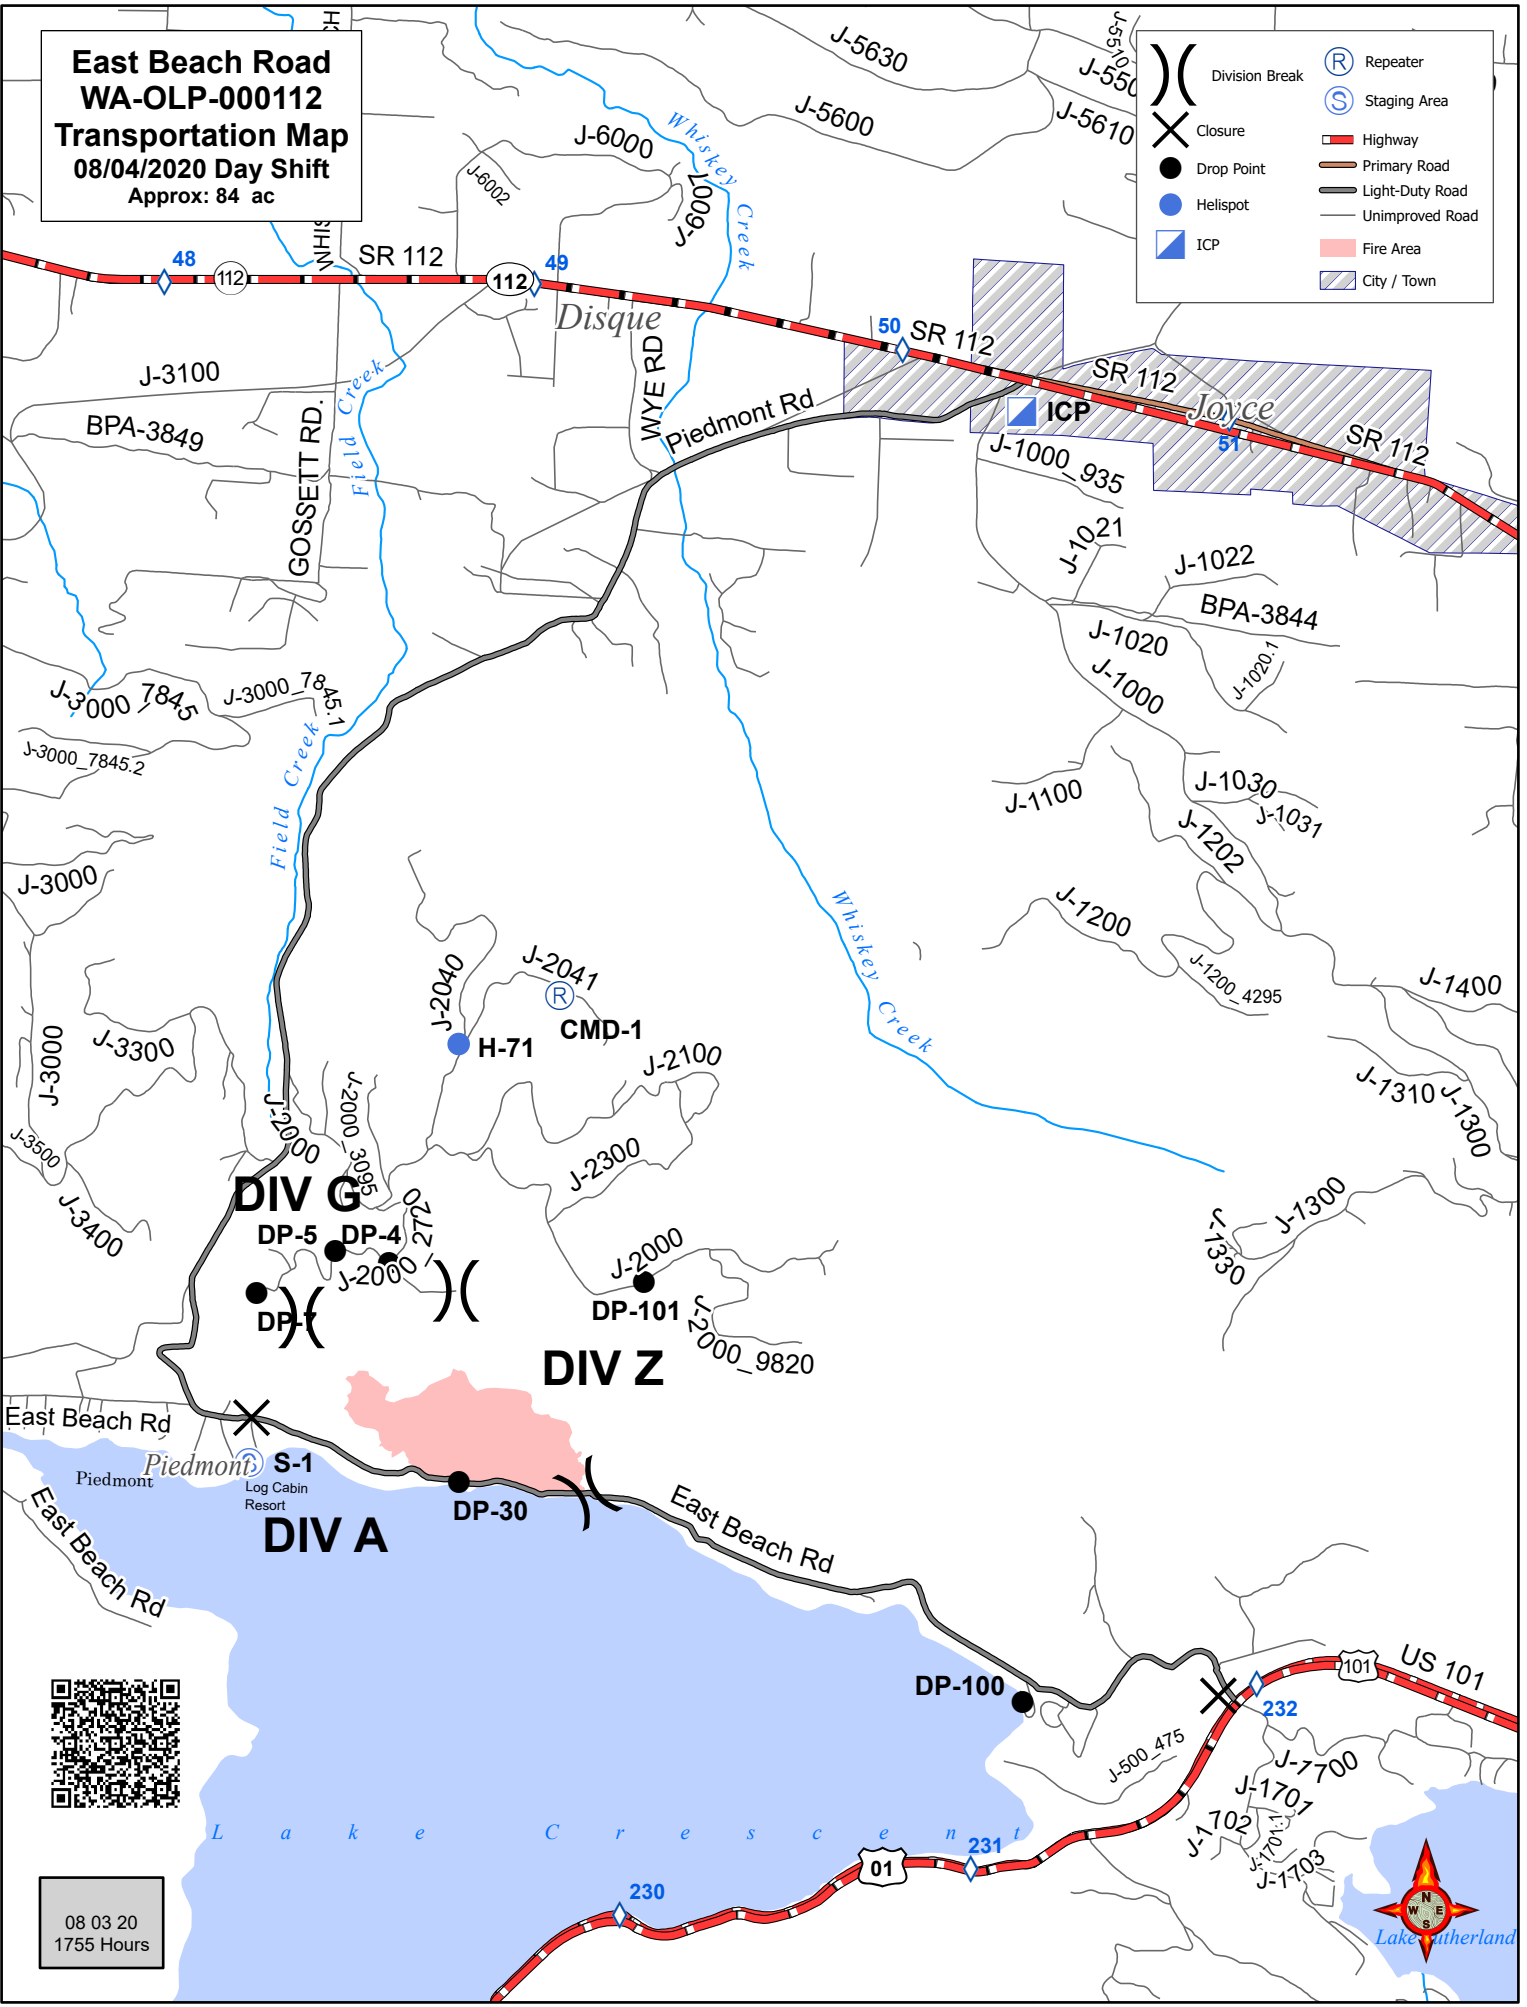 East Beach Road
WA-OLP-000112
Transportation Map
08/04/2020 Day Shift
Approx: 84 ac
Division Break
Closure
Drop Point
Helispot
ICP
Repeater
Staging Area
Highway
Primary Road
Light-Duty Road
Unimproved Road
Fire Area
City / Town
J-5630
J-5600
J-5610
J-6000
J-6002
J-6007
Whiskey
Creek
SR 112
48
112
112
49
Disque
50
SR 112
SR 112
Joyce
51
SR 112
ICP
J-3100
BPA-3849
GOSSETT RD.
Field Creek
WYE RD
Piedmont Rd
J-1000_935
J-1021
J-1022
BPA-3844
J-1020
J-1020.1
J-1000
J-3000_7845
J-3000_7845.1
J-3000_7845.2
Field Creek
J-1100
J-1030
J-1031
J-1202
J-3000
J-1200
J-1200_4295
J-1400
Whiskey
Creek
J-2040
J-2041
CMD-1
H-71
J-3000
J-3300
J-2100
J-2000
J-2000_3095
J-2300
J-1310
J-1300
J-3500
J-3400
DIV G
DP-5
DP-4
J-2000_2720
DP-7
J-2000
DP-101
J-2000_9820
J-1300
J-1330
DIV Z
East Beach Rd
Piedmont
Piedmont
S
S-1
Log Cabin
Resort
DIV A
DP-30
East Beach Rd
East Beach Rd
DP-100
J-500_475
101
US 101
232
J-1700
J-1701
J-1702
J-1703
Lake Crescent
231
01
230
08 03 20
1755 Hours
N
W
E
S